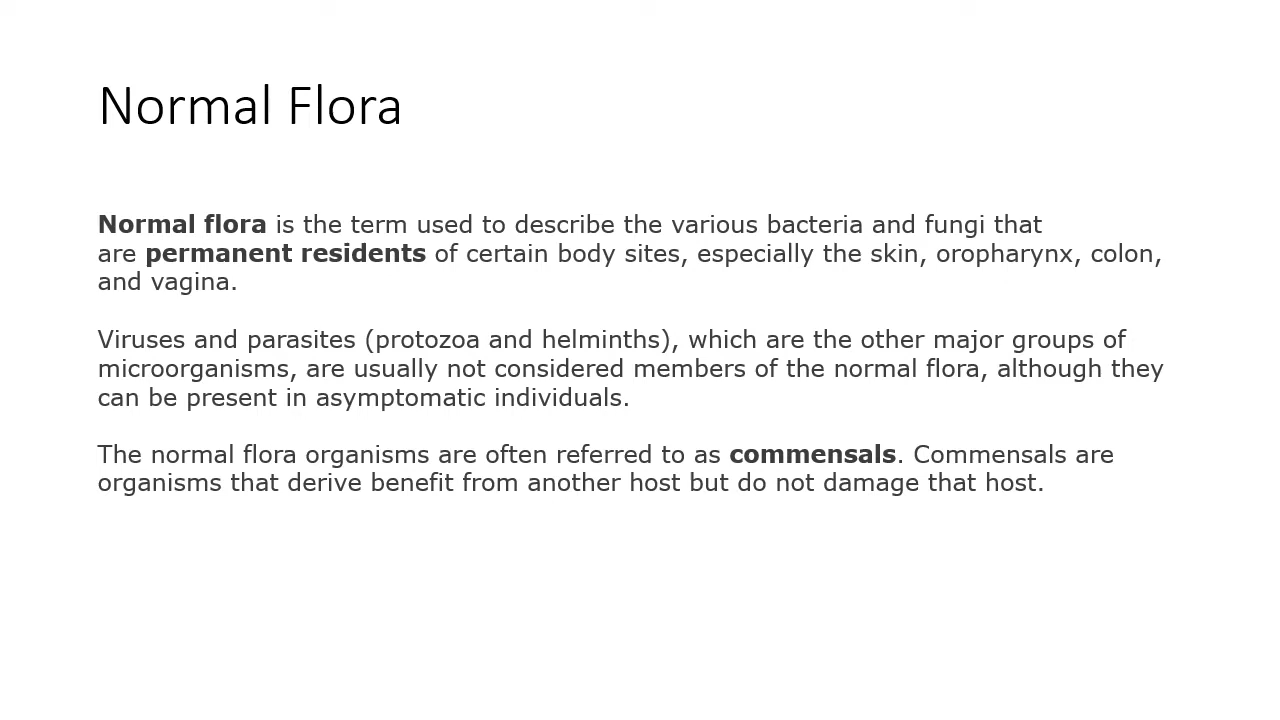 Normal Flora
Normal flora is the term used to describe the various bacteria and fungi that
are permanent residents of certain body sites, especially the skin, oropharynx, colon,
and vagina.
Viruses and parasites (protozoa and helminths), which are the other major groups of
microorganisms, are usually not considered members of the normal flora, although they
can be present in asymptomatic individuals.
The normal flora organisms are often referred to as commensals. Commensals are
organisms that derive benefit from another host but do not damage that host.